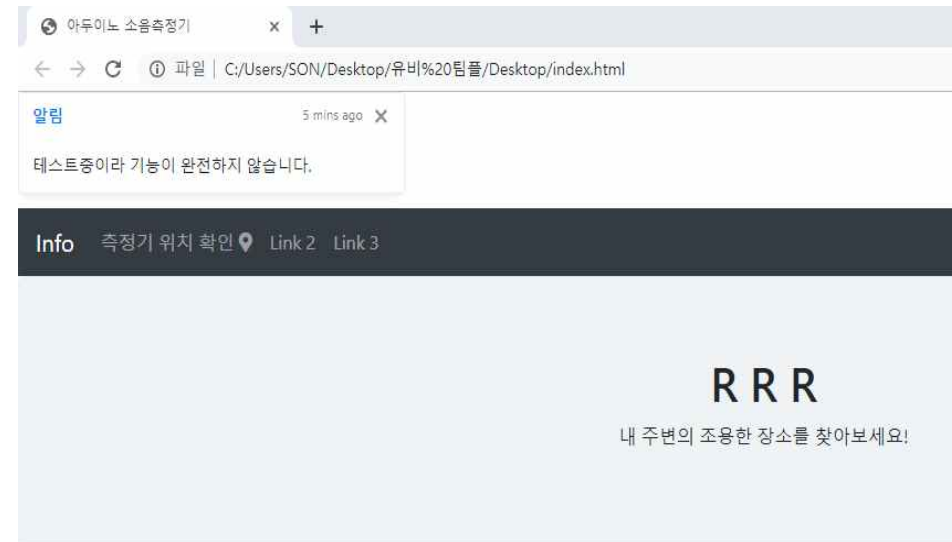 아두이노 소음측정기
파일 C:/Users/SON/Desktop/유비%20팀플/Desktop/index.html
알림 5 mins ago
테스트중이라 기능이 완전하지 않습니다.
Info 측정기 위치 확인 Link 2 Link 3
R R R
내 주변의 조용한 장소를 찾아보세요!